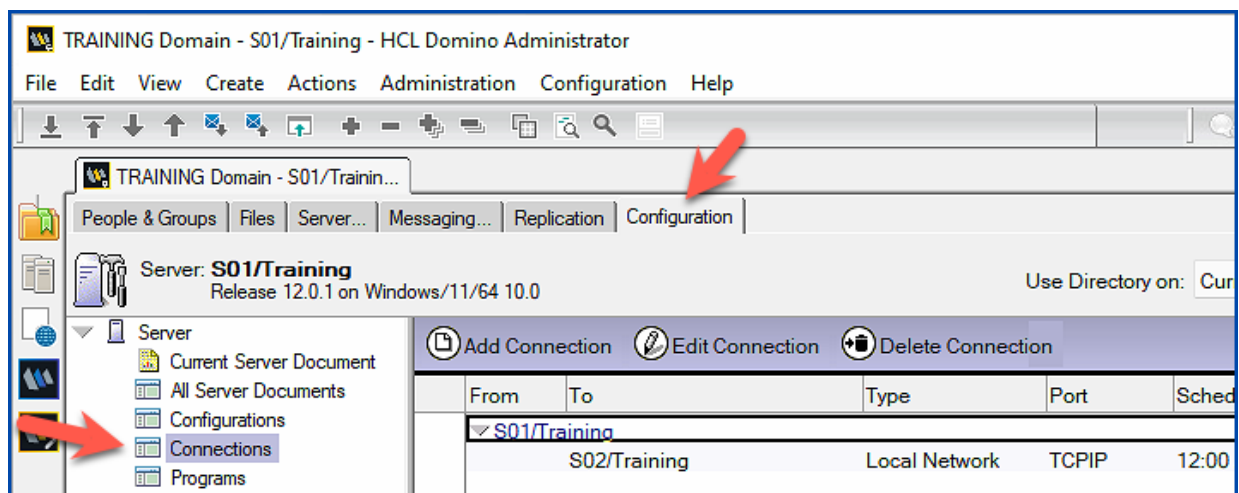 TRAINING Domain - S01/Training - HCL Domino Administrator
File Edit View Create Actions Administration Configuration Help
TRAINING Domain - S01/Trainin...
People & Groups Files Server... Messaging... Replication Configuration
Server: S01/Training
Release 12.0.1 on Windows/11/64 10.0
Use Directory on: Cur
Server
Current Server Document
All Server Documents
Configurations
Connections
Programs
Add Connection Edit Connection Delete Connection
From To Type Port Sched
S01/Training
S02/Training Local Network TCPIP 12:00